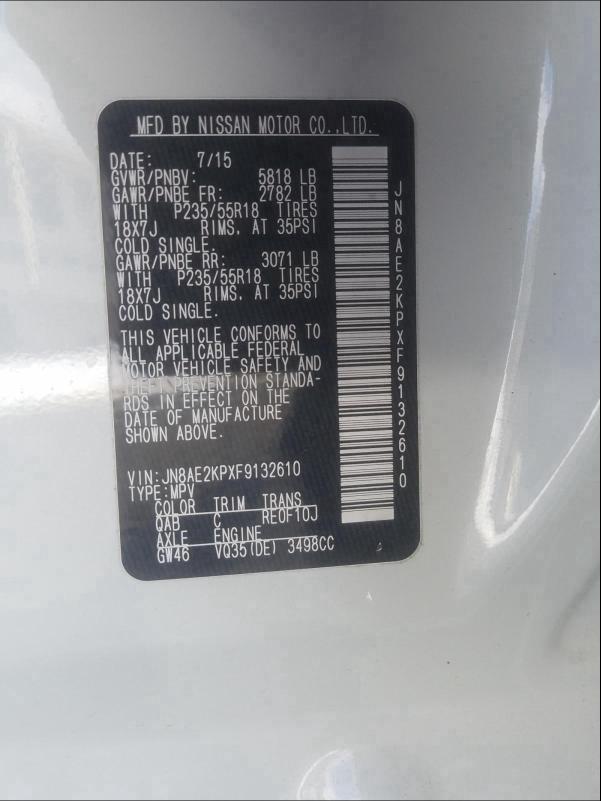 MFD BY NISSAN MOTOR CO.,LTD.
DATE: 7/15
GVWR/PNBV: 5818 LB
GAWR/PNBE FR: 2782 LB
WITH P235/55R18 TIRES
18X7J RIMS, AT 35PSI
COLD SINGLE.
GAWR/PNBE RR: 3071 LB
WITH P235/55R18 TIRES
18X7J RIMS, AT 35PSI
COLD SINGLE.
THIS VEHICLE CONFORMS TO
ALL APPLICABLE FEDERAL
MOTOR VEHICLE SAFETY AND
THEFT PREVENTION STANDA-
RDS IN EFFECT ON THE
DATE OF MANUFACTURE
SHOWN ABOVE.
VIN: JN8AE2KPXF9132610
TYPE: MPV
COLOR TRIM TRANS
QAB C RE0F10J
AXLE ENGINE
GW46 VQ35(DE) 3498CC
JN8AE2KPXF9132610